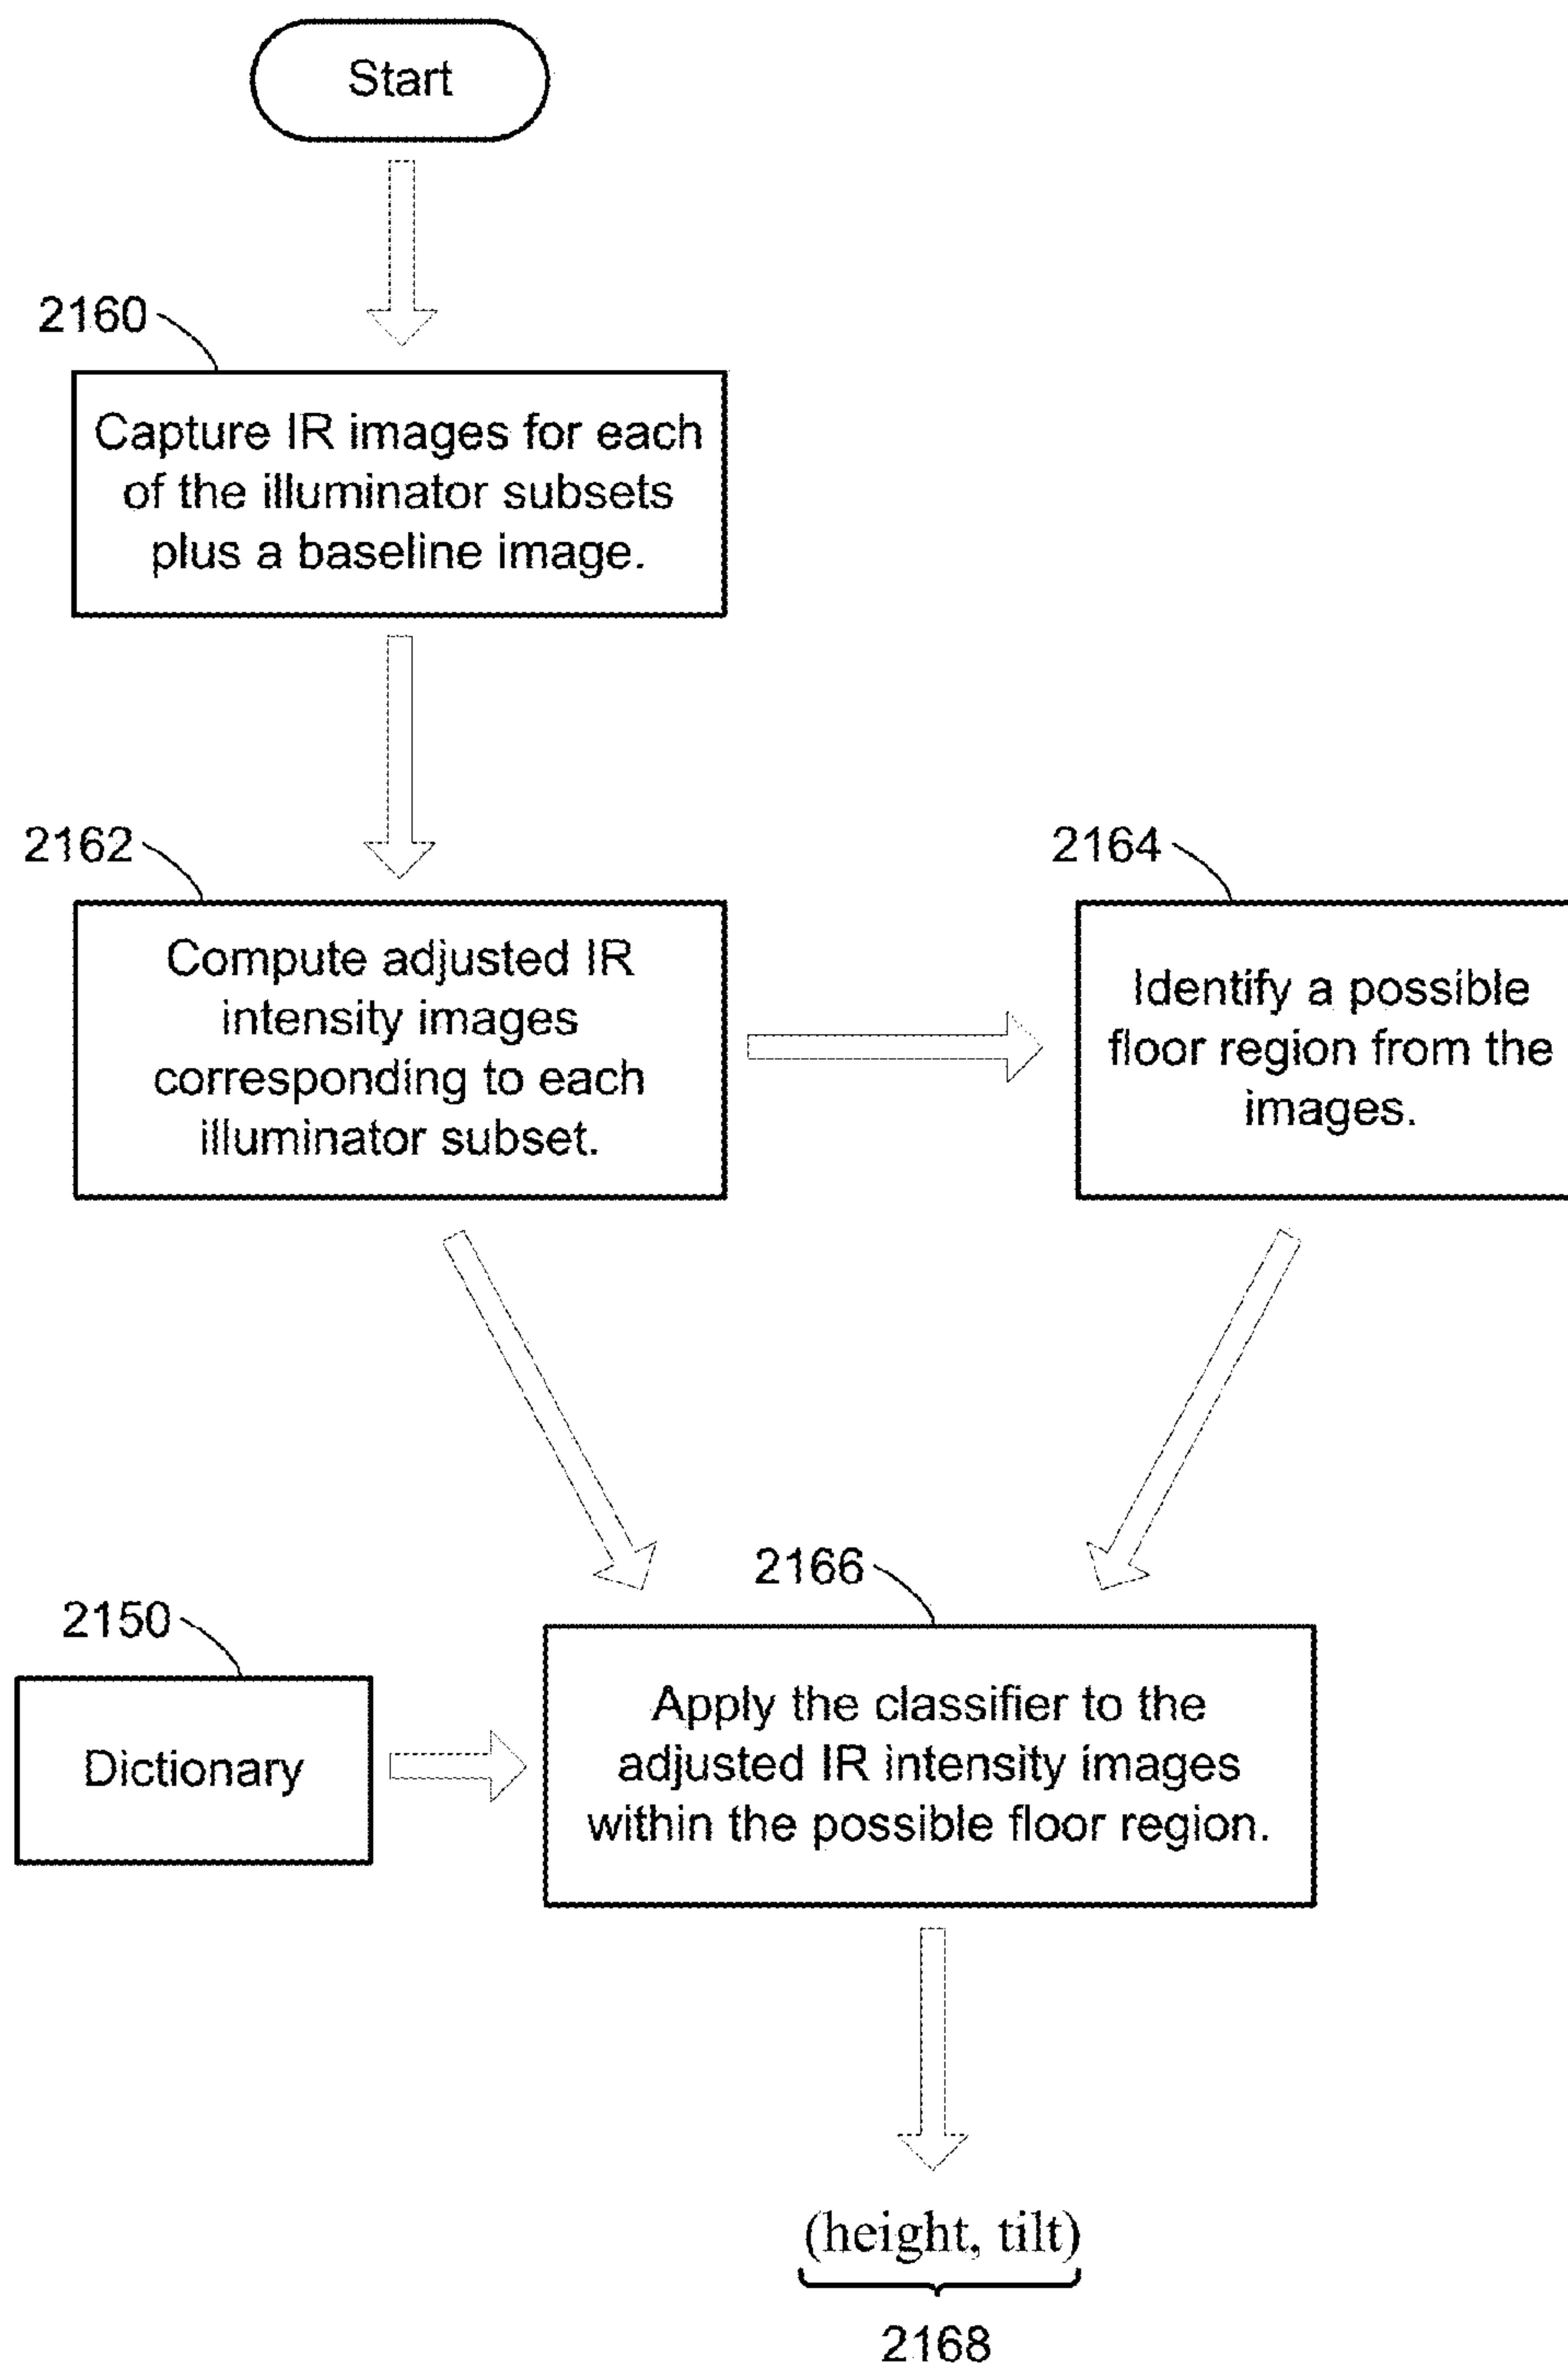 Start
2160
Capture IR images for each
of the illuminator subsets
plus a baseline image.
2162
Compute adjusted IR
intensity images
corresponding to each
illuminator subset.
2164
Identify a possible
floor region from the
images.
2150
Dictionary
2166
Apply the classifier to the
adjusted IR intensity images
within the possible floor region.
(height, tilt)
2168